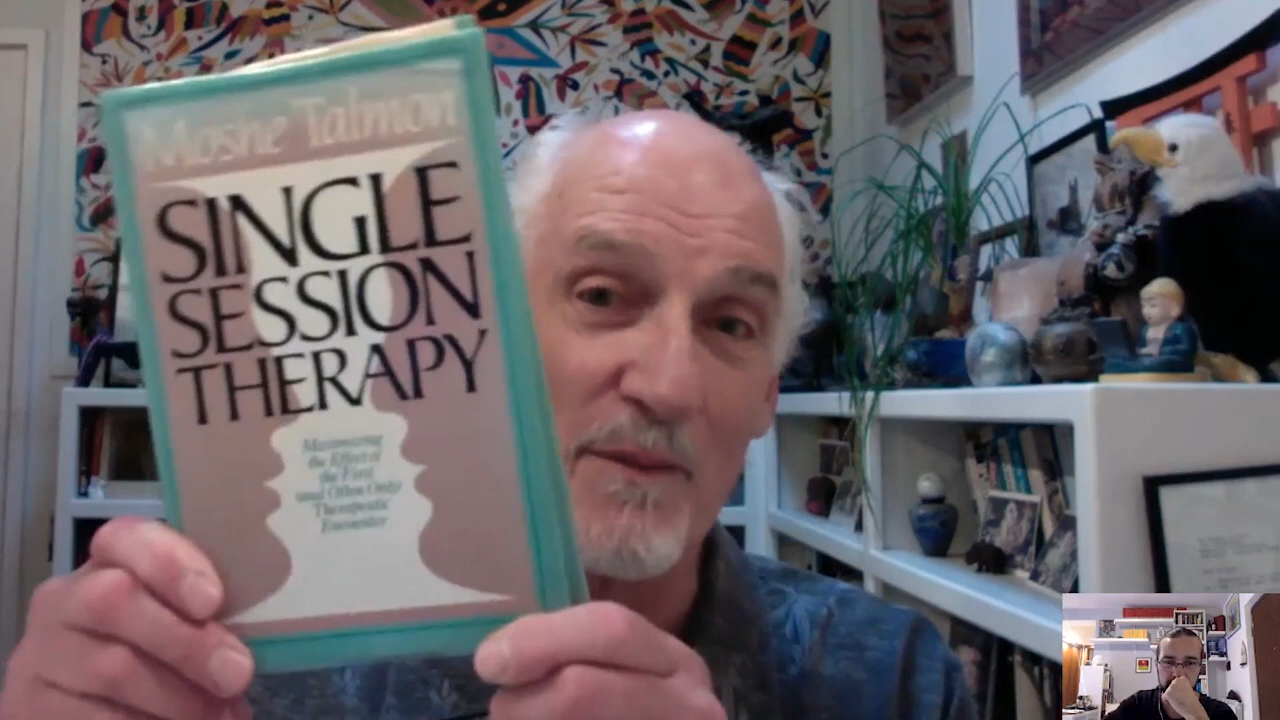 Moshe Talmon
SINGLE
SESSION
THERAPY
Maximizing
the Effect of
the First
and Often Only
Therapeutic
Encounter